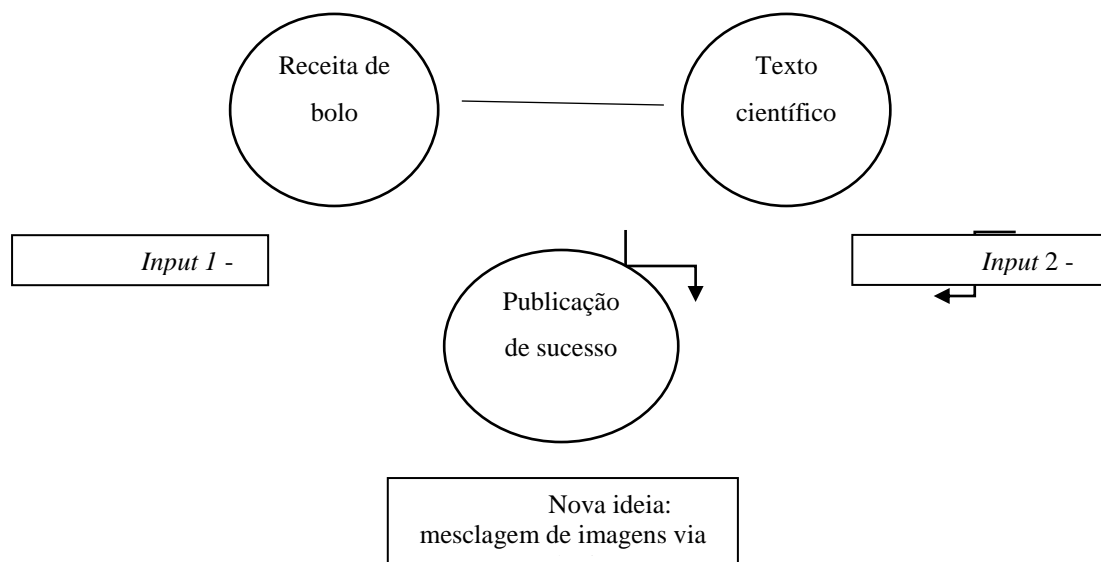 Receita de
bolo
Texto
científico
Input 1 -
Input 2 -
Publicação
de sucesso
Nova ideia:
mesclagem de imagens via